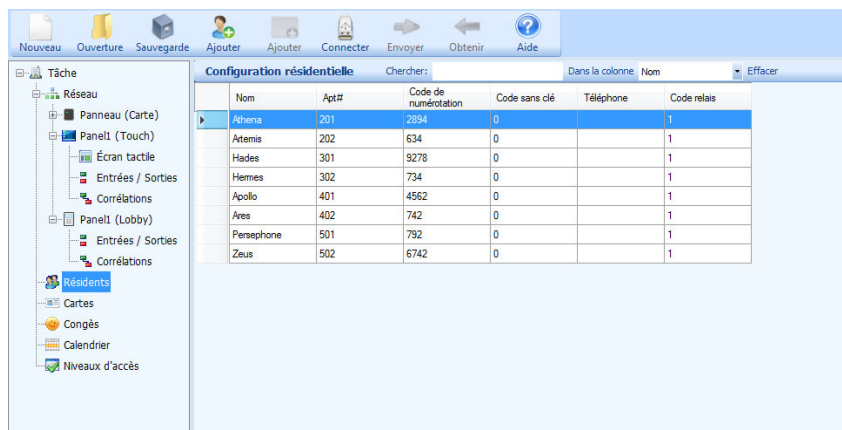 Nouveau Ouverture Sauvegarde Ajouter Ajouter Connecter Envoyer Obtenir Aide
Tâche
Réseau
Panneau (Carte)
Panel1 (Touch)
Écran tactile
Entrées / Sorties
Corrélations
Panel1 (Lobby)
Entrées / Sorties
Corrélations
Résidents
Cartes
Congès
Calendrier
Niveaux d'accès
Configuration résidentielle Chercher: Dans la colonne Nom Effacer
Nom Apt# Code de numérotation Code sans clé Téléphone Code relais
Athena 201 2894 0 1
Artemis 202 634 0 1
Hades 301 9278 0 1
Hermes 302 734 0 1
Apollo 401 4562 0 1
Ares 402 742 0 1
Persephone 501 792 0 1
Zeus 502 6742 0 1